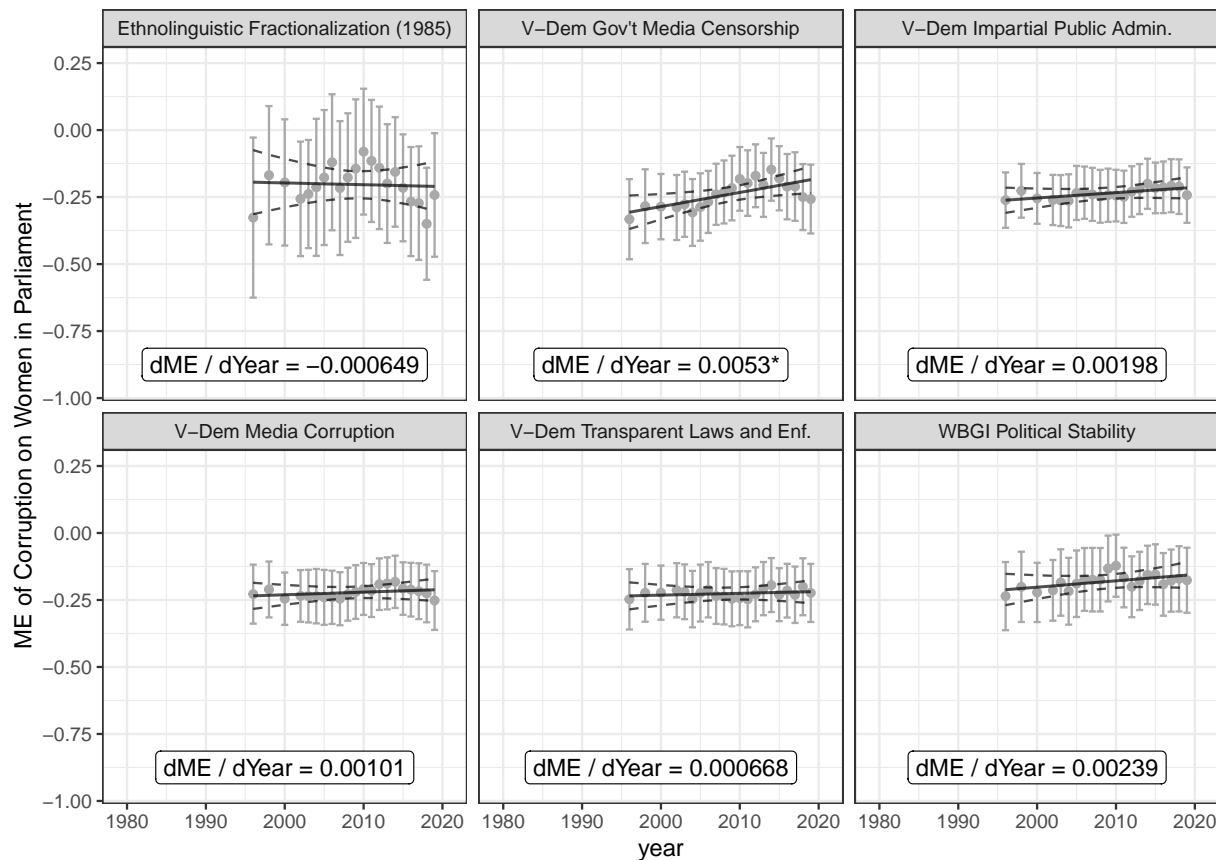 Ethnolinguistic Fractionalization (1985)
V−Dem Gov't Media Censorship
V−Dem Impartial Public Admin.
0.25
0.00
−0.25
−0.50
−0.75
−1.00
dME / dYear = −0.000649
dME / dYear = 0.0053*
dME / dYear = 0.00198
V−Dem Media Corruption
V−Dem Transparent Laws and Enf.
WBGI Political Stability
0.25
0.00
−0.25
−0.50
−0.75
−1.00
dME / dYear = 0.00101
dME / dYear = 0.000668
dME / dYear = 0.00239
1980 1990 2000 2010 2020
1980 1990 2000 2010 2020
1980 1990 2000 2010 2020
year
ME of Corruption on Women in Parliament